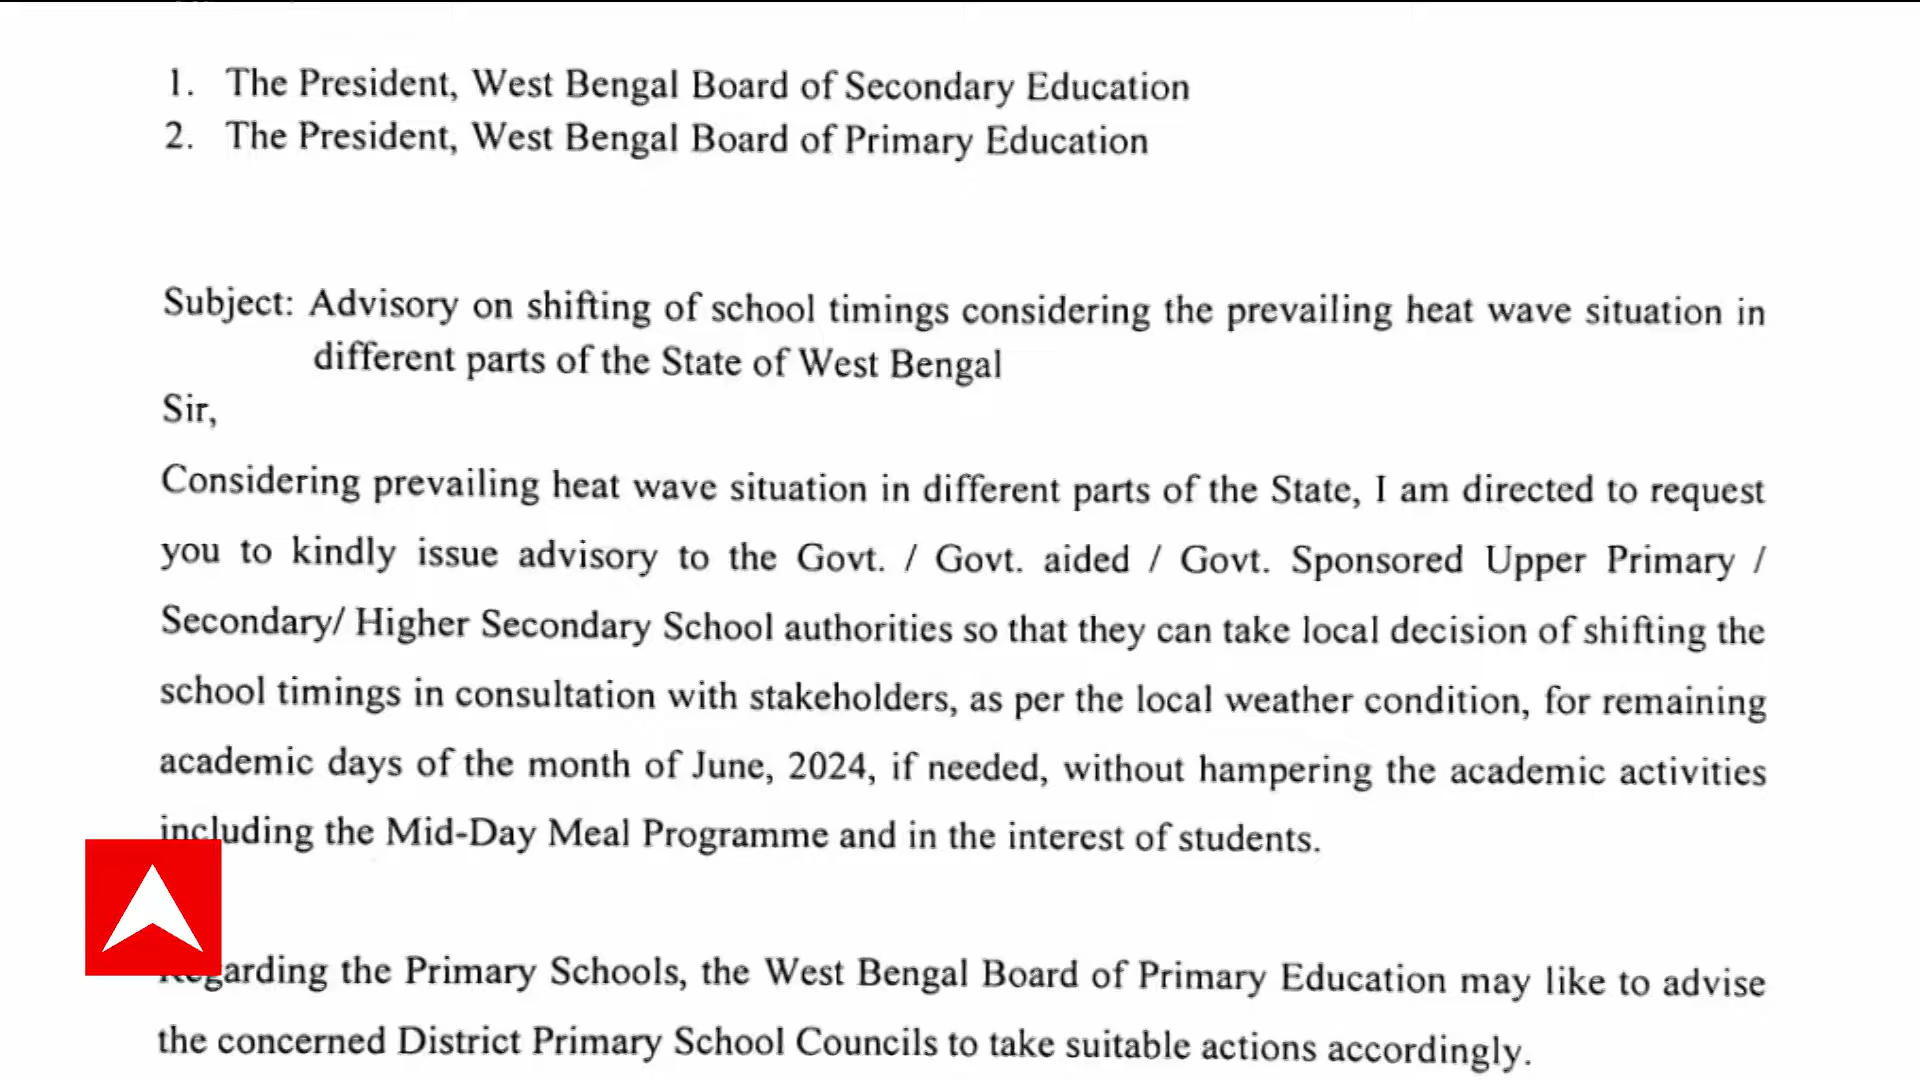 1. The President, West Bengal Board of Secondary Education
2. The President, West Bengal Board of Primary Education
Subject: Advisory on shifting of school timings considering the prevailing heat wave situation in
different parts of the State of West Bengal
Sir,
Considering prevailing heat wave situation in different parts of the State, I am directed to request
you to kindly issue advisory to the Govt. / Govt. aided / Govt. Sponsored Upper Primary /
Secondary/ Higher Secondary School authorities so that they can take local decision of shifting the
school timings in consultation with stakeholders, as per the local weather condition, for remaining
academic days of the month of June, 2024, if needed, without hampering the academic activities
including the Mid-Day Meal Programme and in the interest of students.
Regarding the Primary Schools, the West Bengal Board of Primary Education may like to advise
the concerned District Primary School Councils to take suitable actions accordingly.